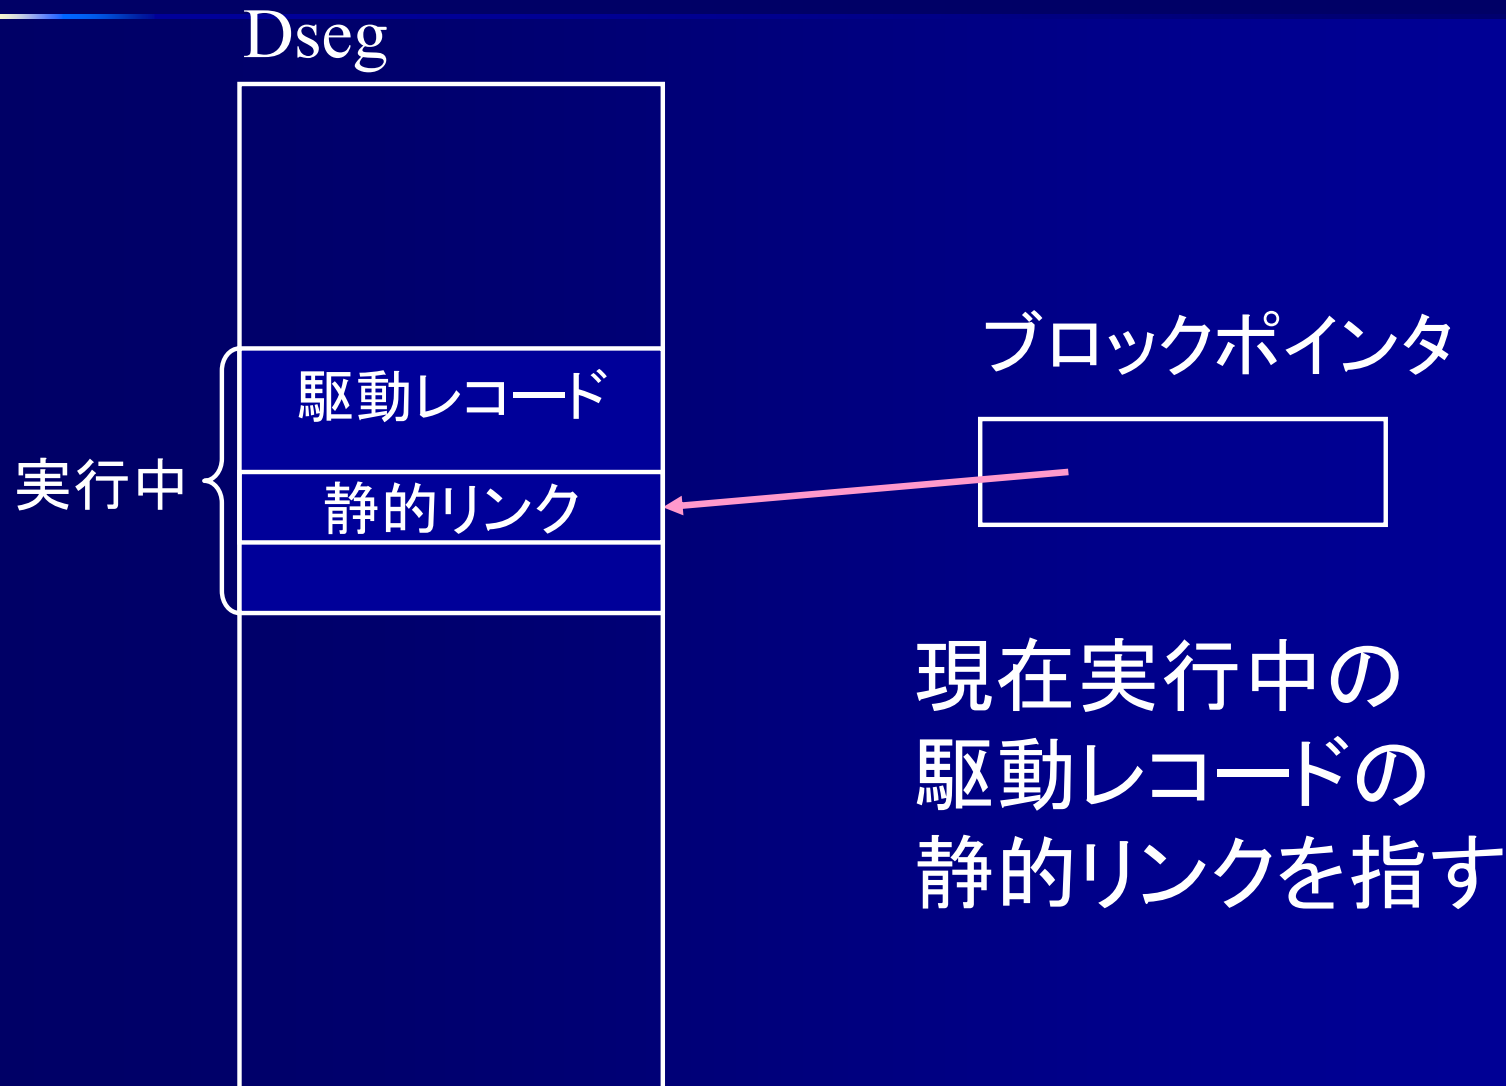 Dseg
駆動レコード
実行中
静的リンク
ブロックポインタ
現在実行中の
駆動レコードの
静的リンクを指す